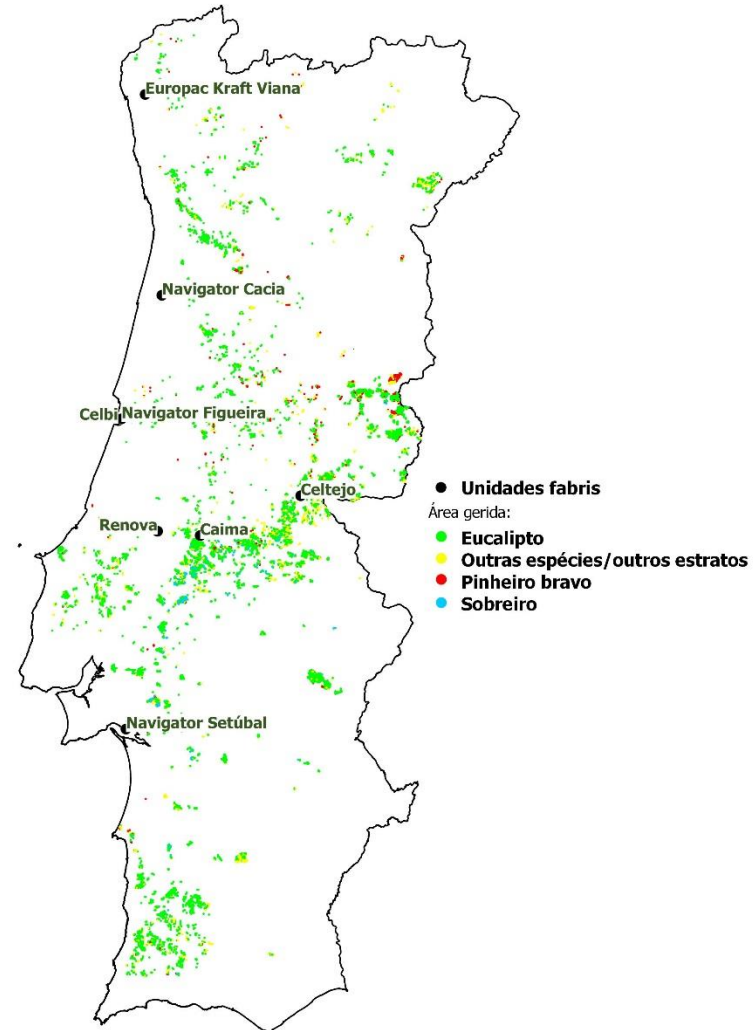 Europac Kraft Viana
Navigator Cacia
Celbi Navigator Figueira
Celtejo
Renova
Caima
Navigator Setúbal
Unidades fabris
Área gerida:
Eucalipto
Outras espécies/outros estratos
Pinheiro bravo
Sobreiro